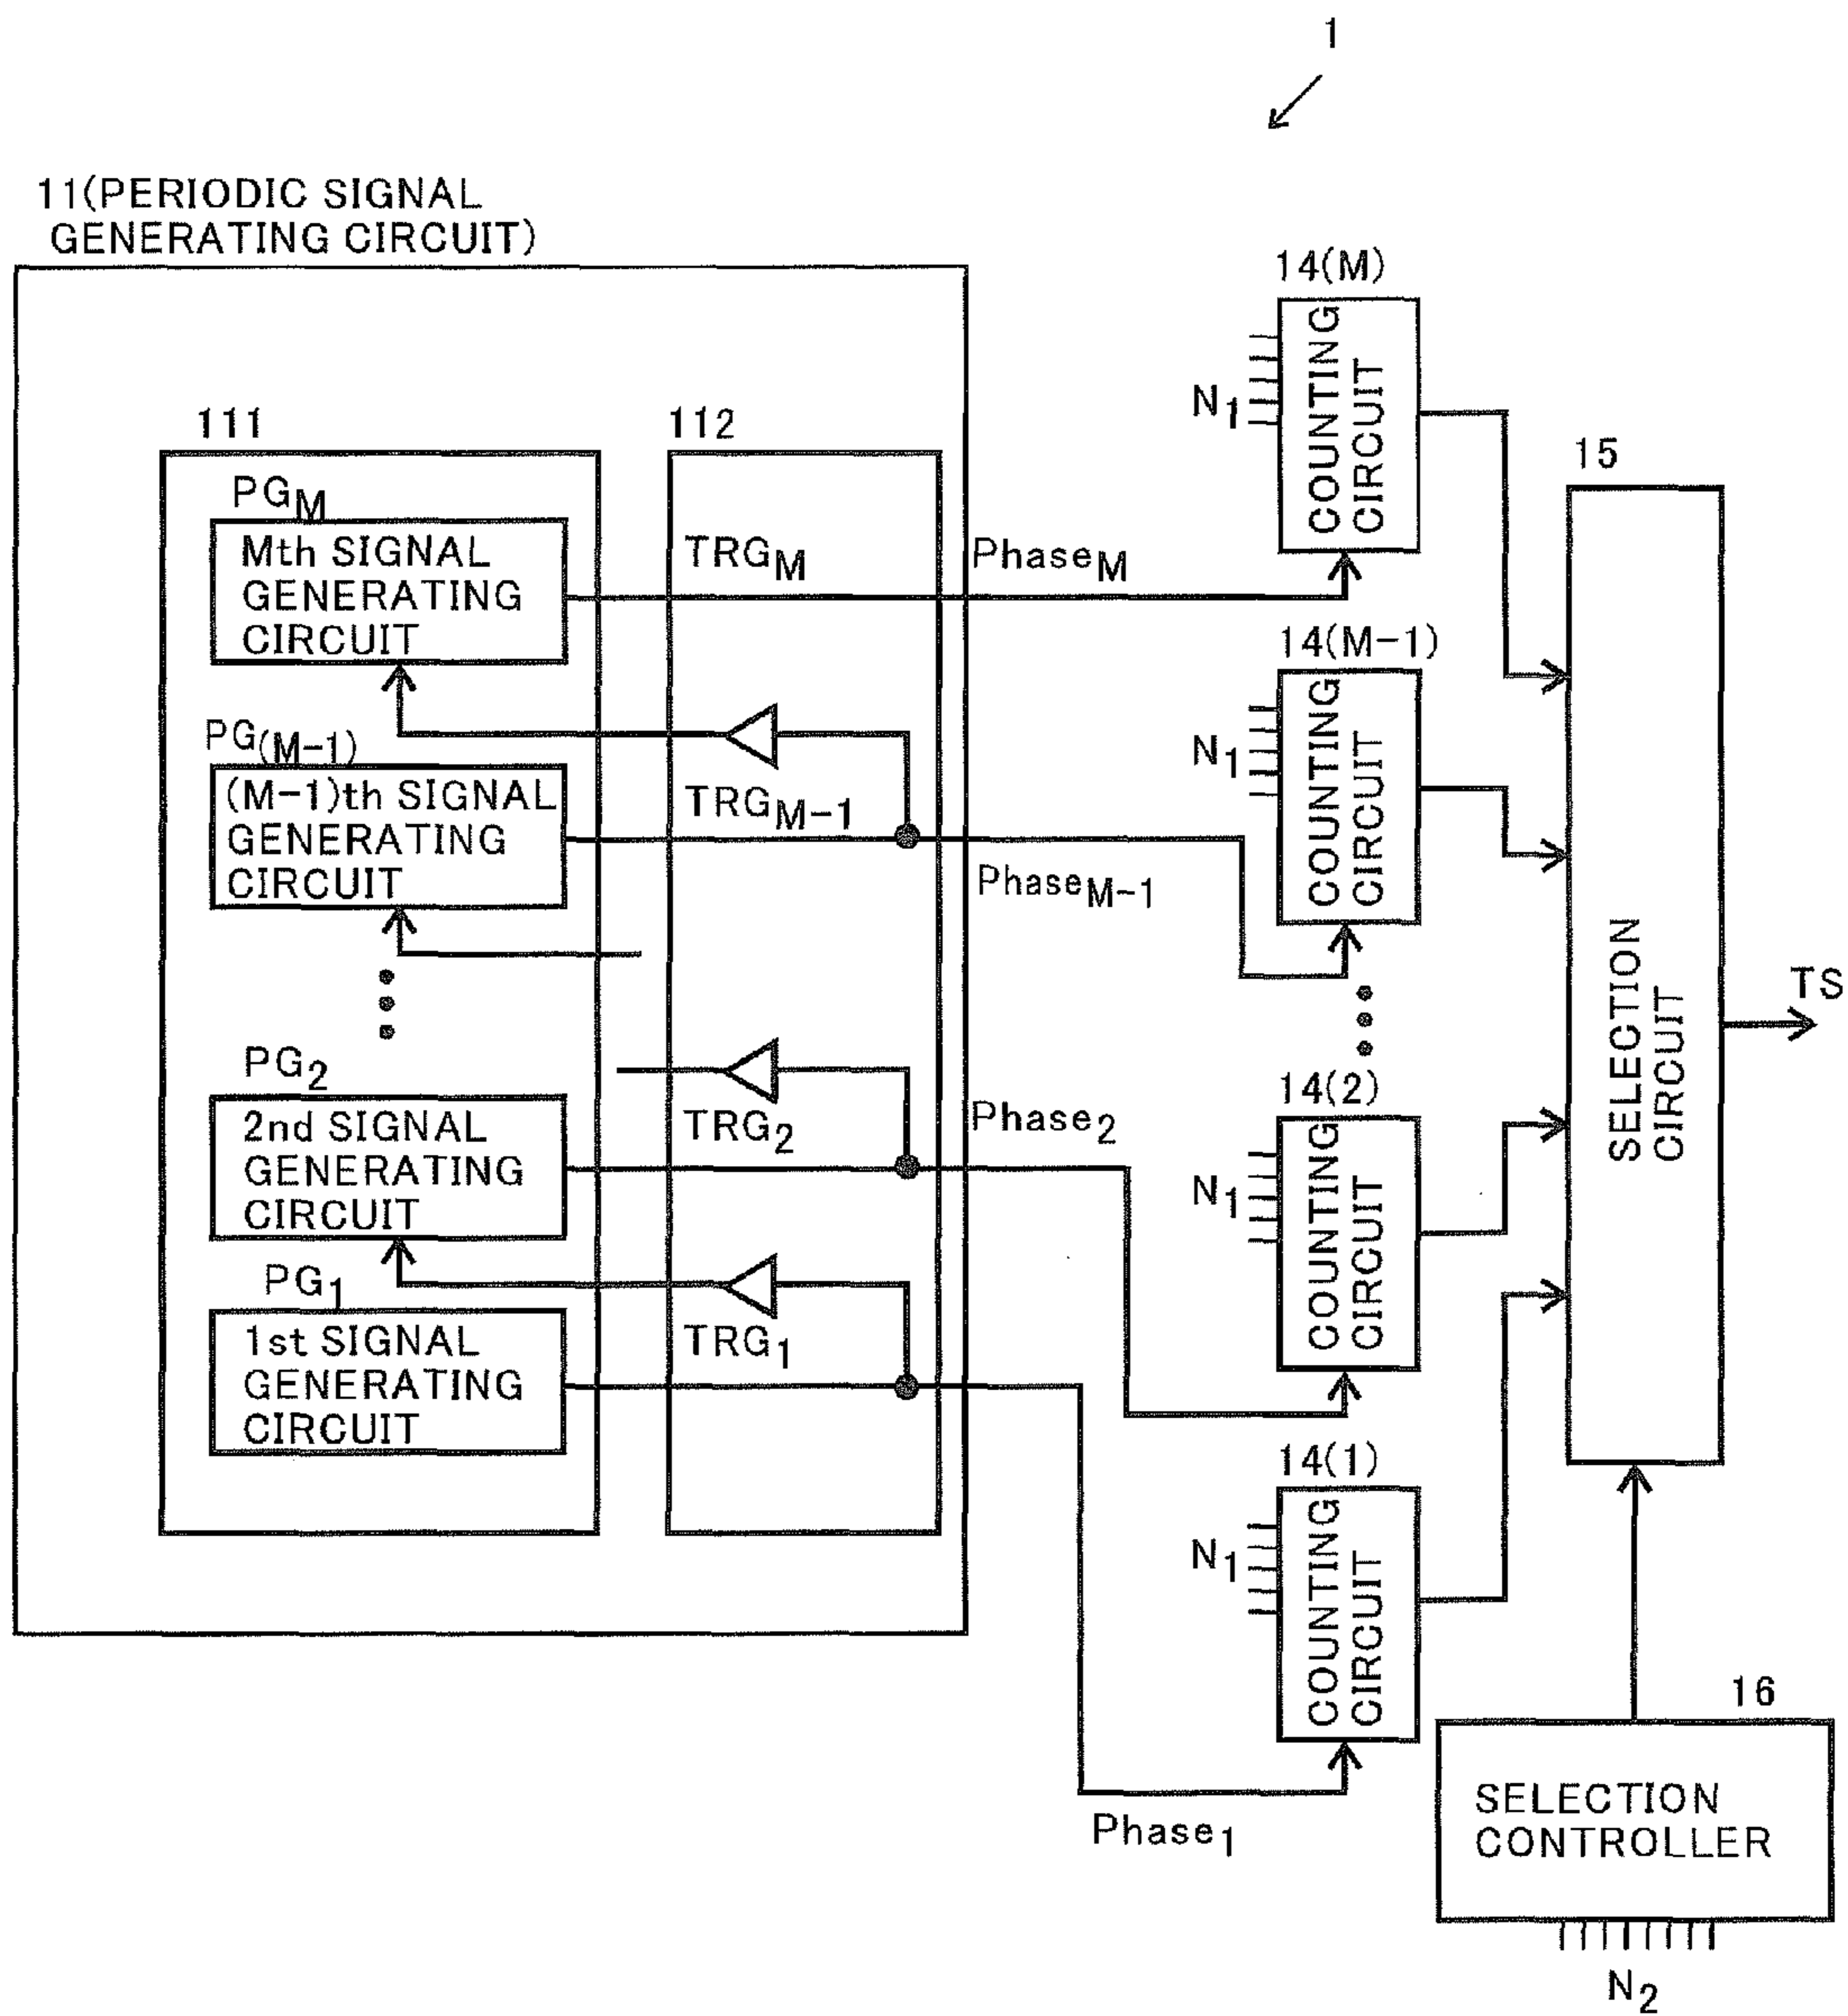 1
11(PERIODIC SIGNAL
GENERATING CIRCUIT)
14(M)
COUNTING
CIRCUIT
N1
111
112
15
PGM
Mth SIGNAL
GENERATING
CIRCUIT
TRGM
PhaseM
14(M-1)
COUNTING
CIRCUIT
N1
PG(M-1)
(M-1)th SIGNAL
GENERATING
CIRCUIT
TRGM-1
PhaseM-1
SELECTION
CIRCUIT
TS
PG2
2nd SIGNAL
GENERATING
CIRCUIT
TRG2
Phase2
14(2)
COUNTING
CIRCUIT
N1
PG1
1st SIGNAL
GENERATING
CIRCUIT
TRG1
14(1)
COUNTING
CIRCUIT
N1
Phase1
16
SELECTION
CONTROLLER
N2